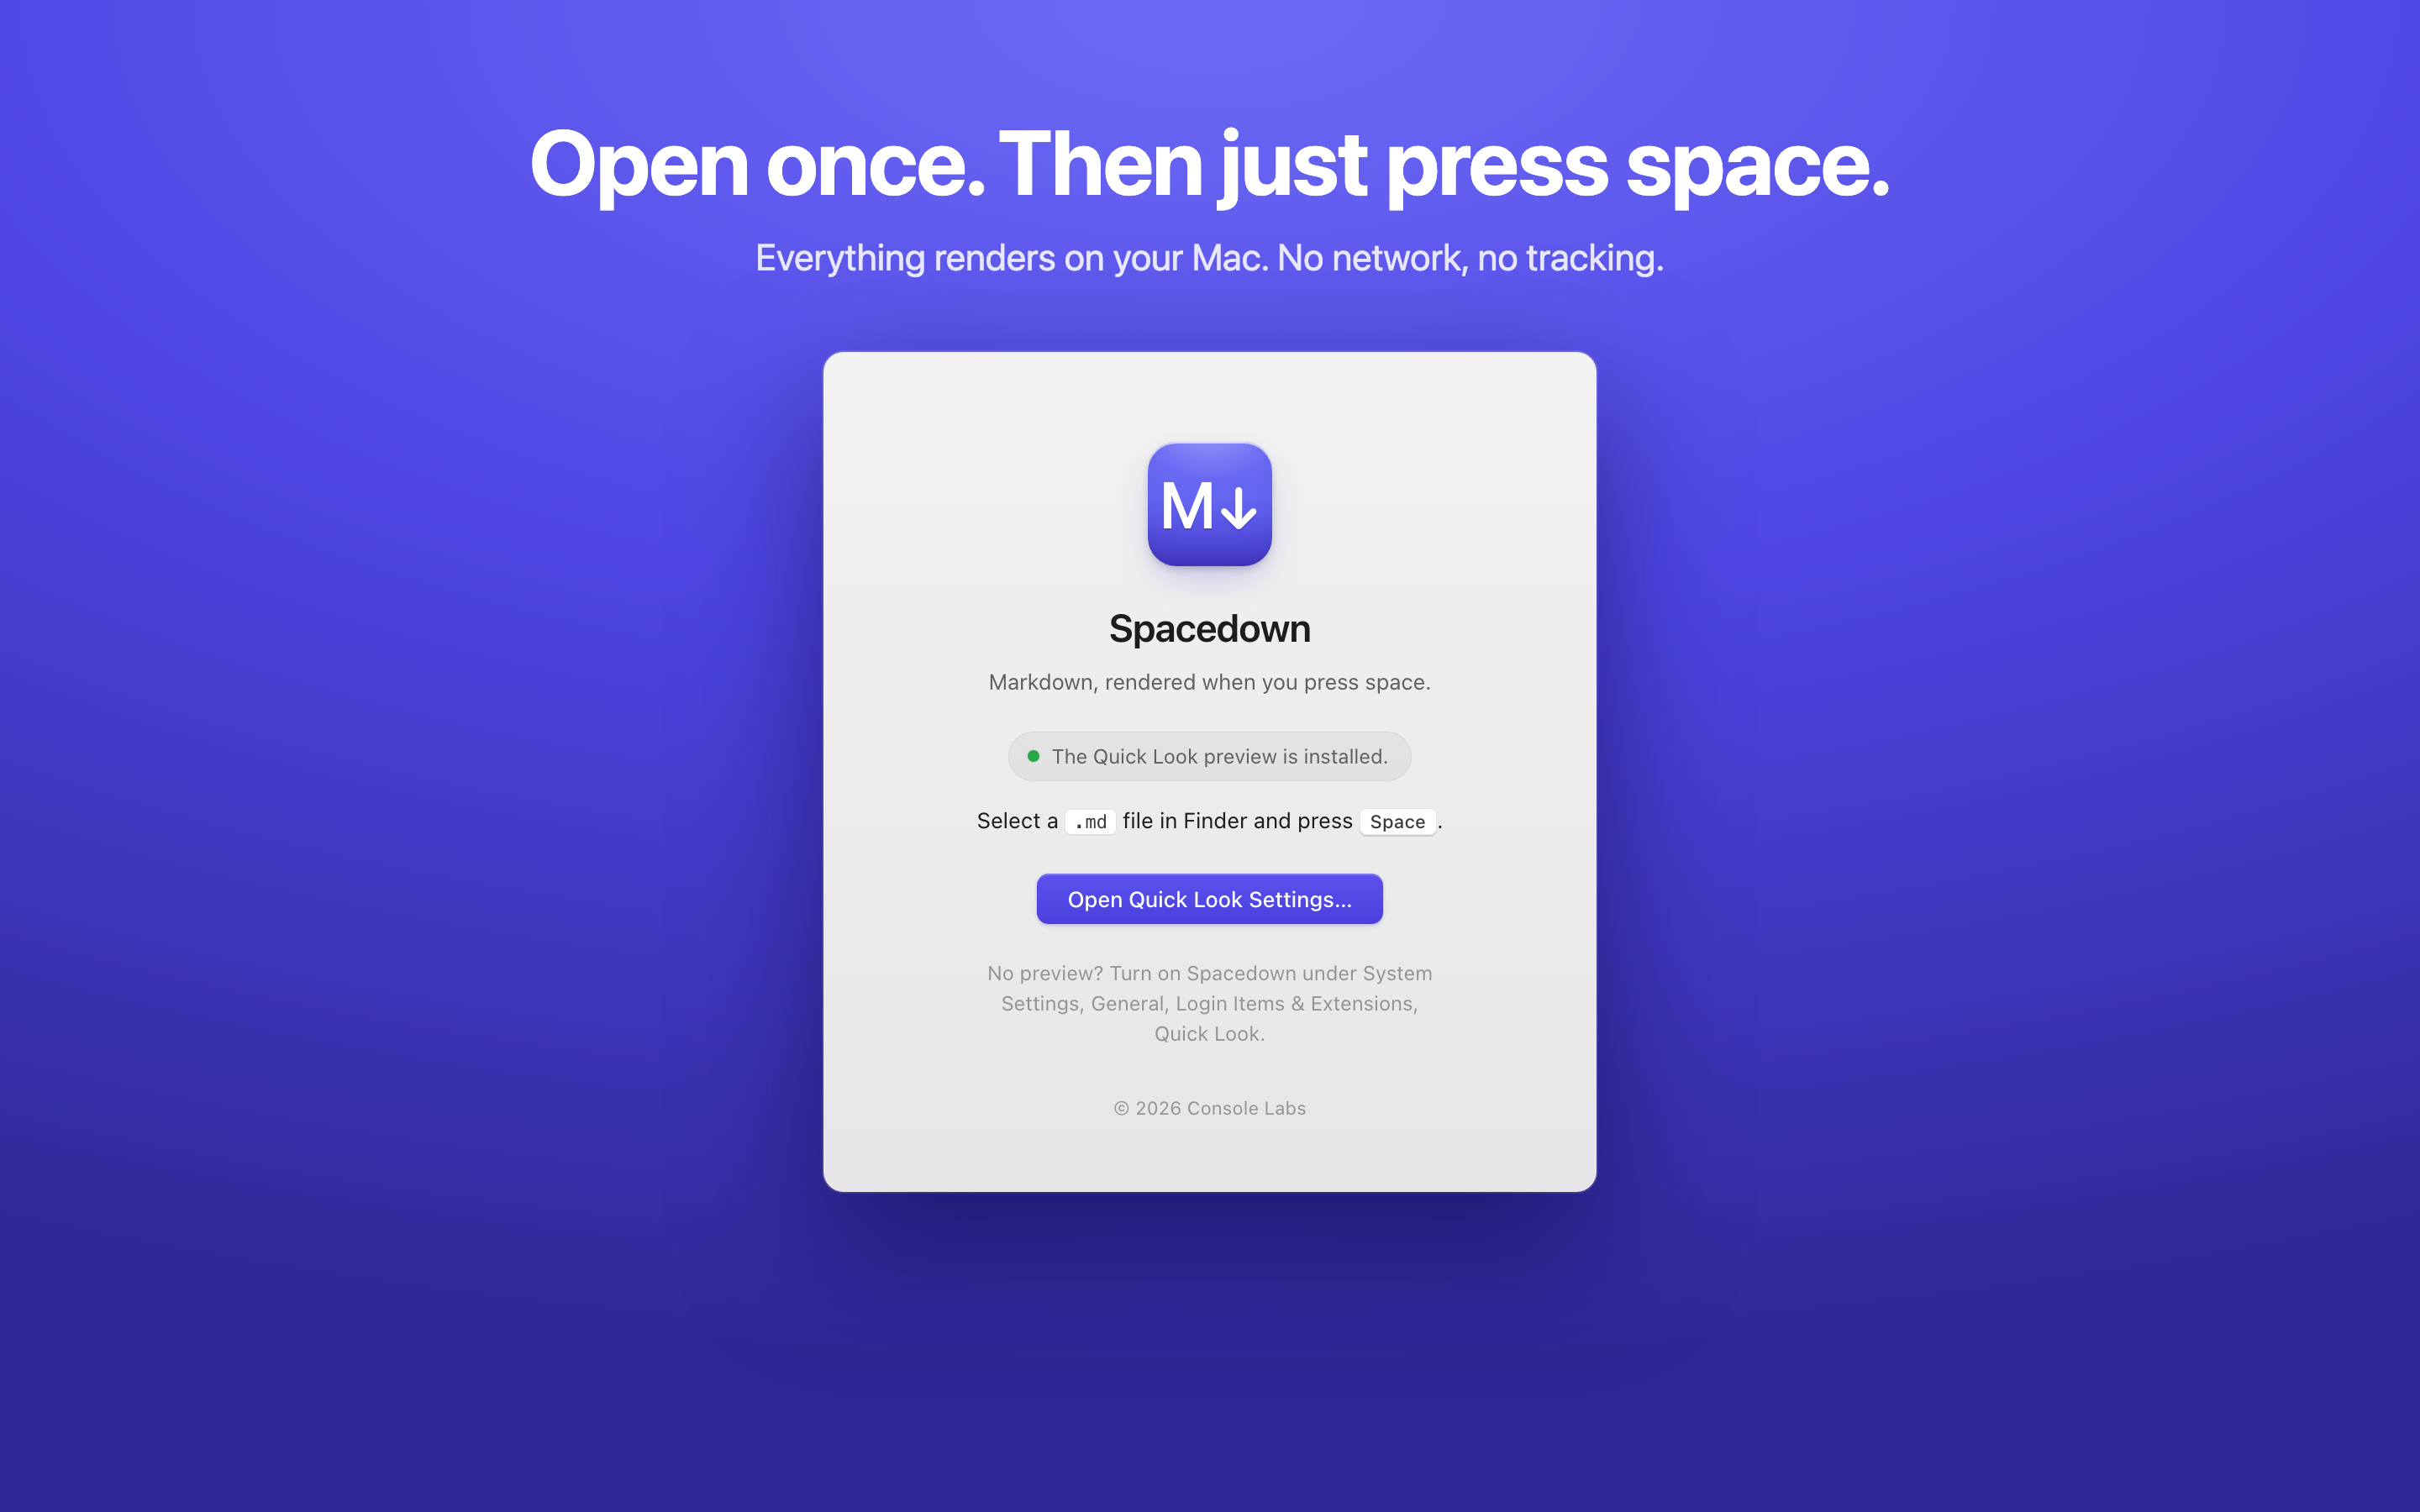 Open once. Then just press space.
Everything renders on your Mac. No network, no tracking.
M↓
Spacedown
Markdown, rendered when you press space.
The Quick Look preview is installed.
Select a .md file in Finder and press Space.
Open Quick Look Settings...
No preview? Turn on Spacedown under System
Settings, General, Login Items & Extensions,
Quick Look.
© 2026 Console Labs